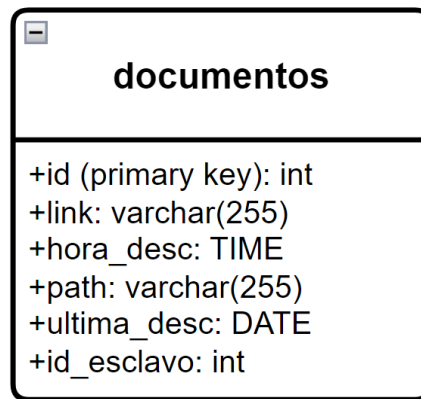 documentos
+id (primary key): int
+link: varchar(255)
+hora_desc: TIME
+path: varchar(255)
+ultima_desc: DATE
+id_esclavo: int